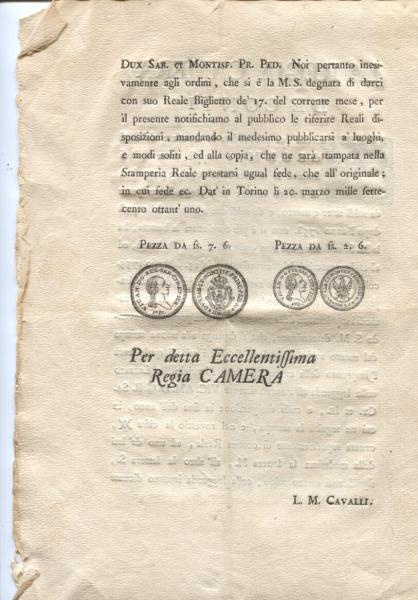 Dux Sab. et Montisf. Pr. Ped. Noi pertanto inesi-
vamente agli ordini, che si é la M. S. degnata di darci
con suo Reale Biglietto de' 17. del corrente mese, per
il presente notifichiamo al pubblico le riferite Reali di-
sposizioni, mandando il medesimo pubblicarsi a' luoghi,
e modi soliti, ed alla copia, che ne sarà stampata nella
Stamperia Reale prestarsi ugual fede, che all'originale;
in cui fede ec. Dat' in Torino li 20. marzo mille sette-
cento ottant' uno.
Pezza da fs. 7. 6. Pezza da fs. 2. 6.
Per detta Eccellentissima
Regia CAMERA
L. M. Cavalli.